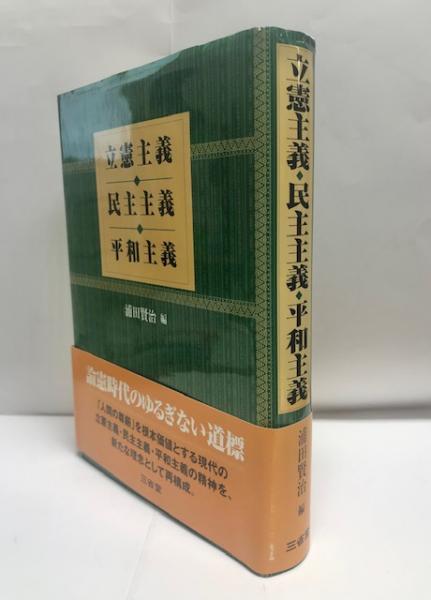 立憲主義
民主主義
平和主義
浦田賢治 編
論憲時代のゆるぎない道標
「人間の尊厳」を根本価値とする現代の
立憲主義・民主主義・平和主義の精神を、
新たな理念として再構成。
三省堂
立憲主義・民主主義・平和主義
浦田賢治 編
三省堂